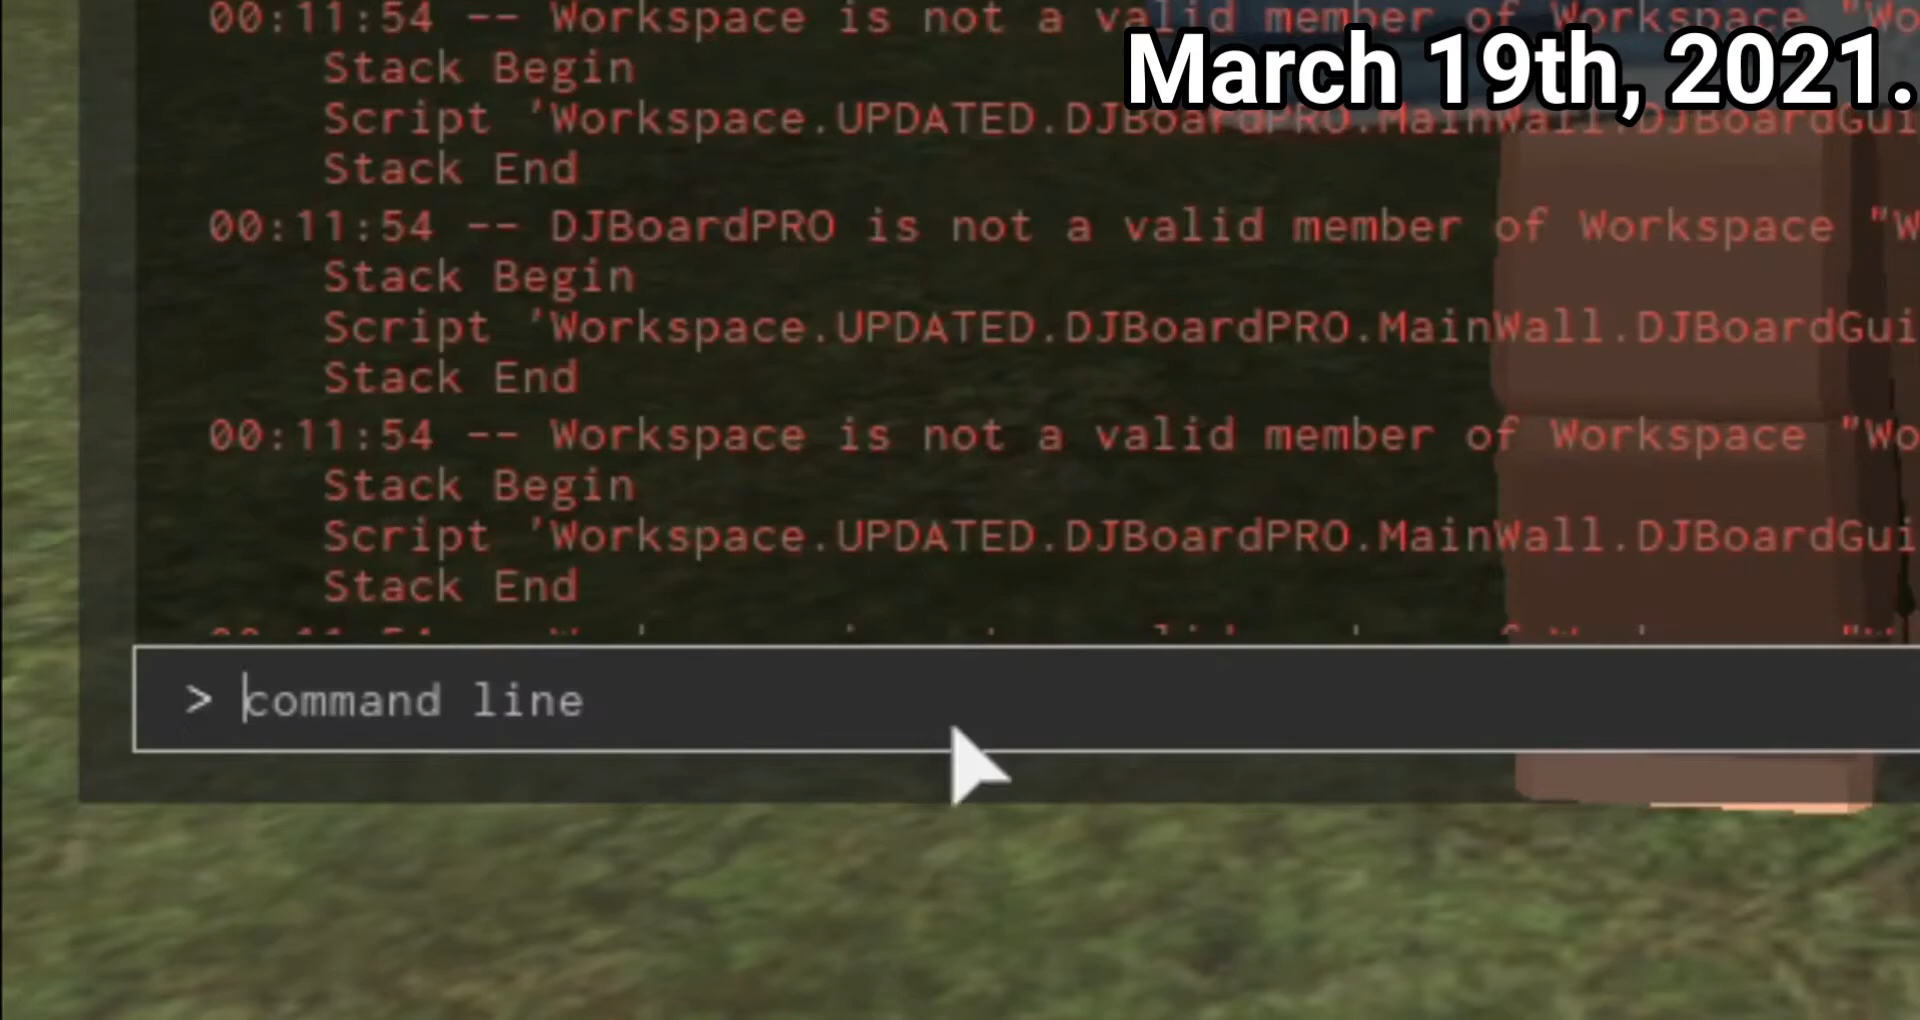 00:11:54 -- Workspace is not a valid member of Workspace "Wo
March 19th, 2021.
Stack Begin
Script 'Workspace.UPDATED.DJBoardPRO.MainWall.DJBoardGui
Stack End
00:11:54 -- DJBoardPRO is not a valid member of Workspace "W
Stack Begin
Script 'Workspace.UPDATED.DJBoardPRO.MainWall.DJBoardGui
Stack End
00:11:54 -- Workspace is not a valid member of Workspace "Wo
Stack Begin
Script 'Workspace.UPDATED.DJBoardPRO.MainWall.DJBoardGui
Stack End
> command line